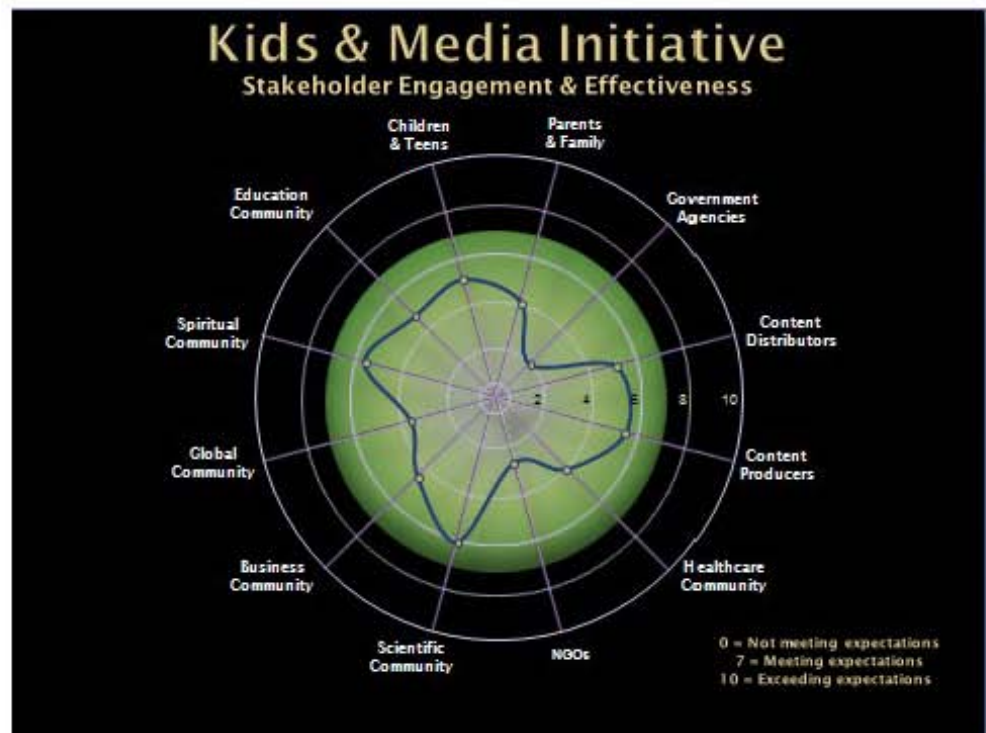 Kids & Media Initiative
Stakeholder Engagement & Effectiveness
Children
& Teens
Parents
& Family
Education
Community
Government
Agencies
Spiritual
Community
Content
Distributors
2 4 6 8 10
Global
Community
Content
Producers
Business
Community
Healthcare
Community
Scientific
Community
NGOs
0 = Not meeting expectations
7 = Meeting expectations
10 = Exceeding expectations